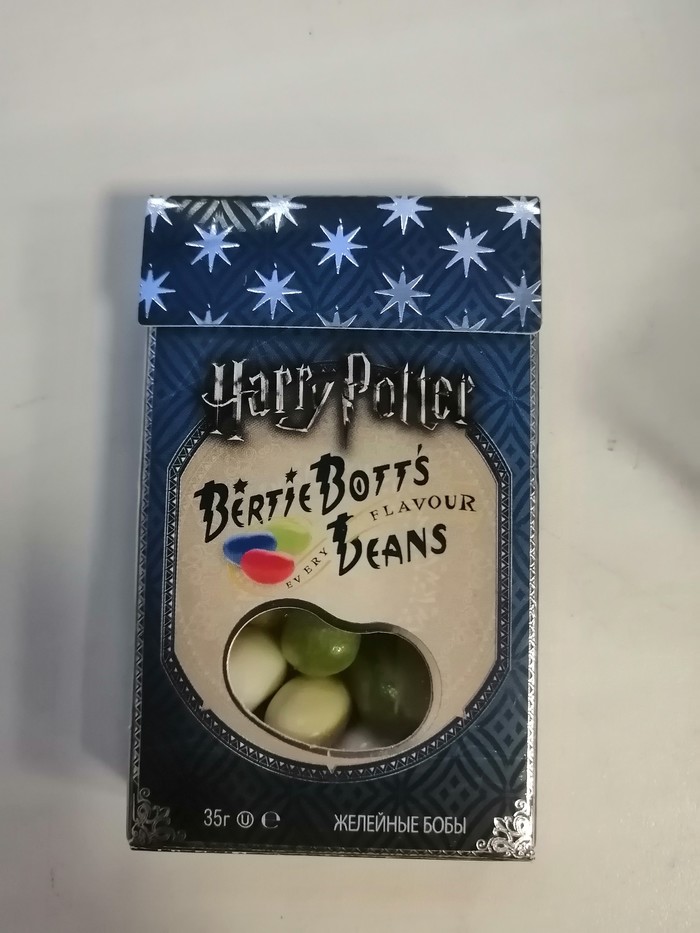 Harry Potter
BERTIE BOTT'S
EVERY FLAVOUR
BEANS
35г U e
ЖЕЛЕЙНЫЕ БОБЫ